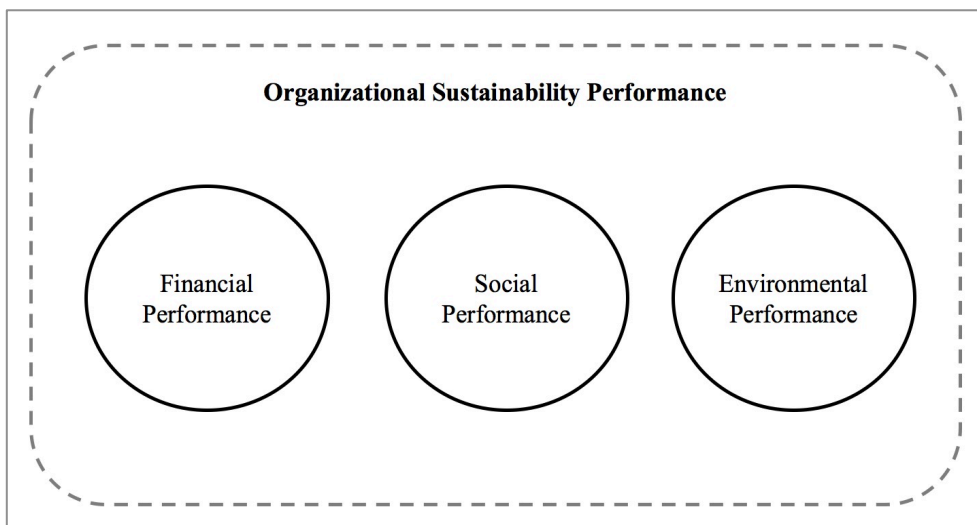 Organizational Sustainability Performance
Financial
Performance
Social
Performance
Environmental
Performance